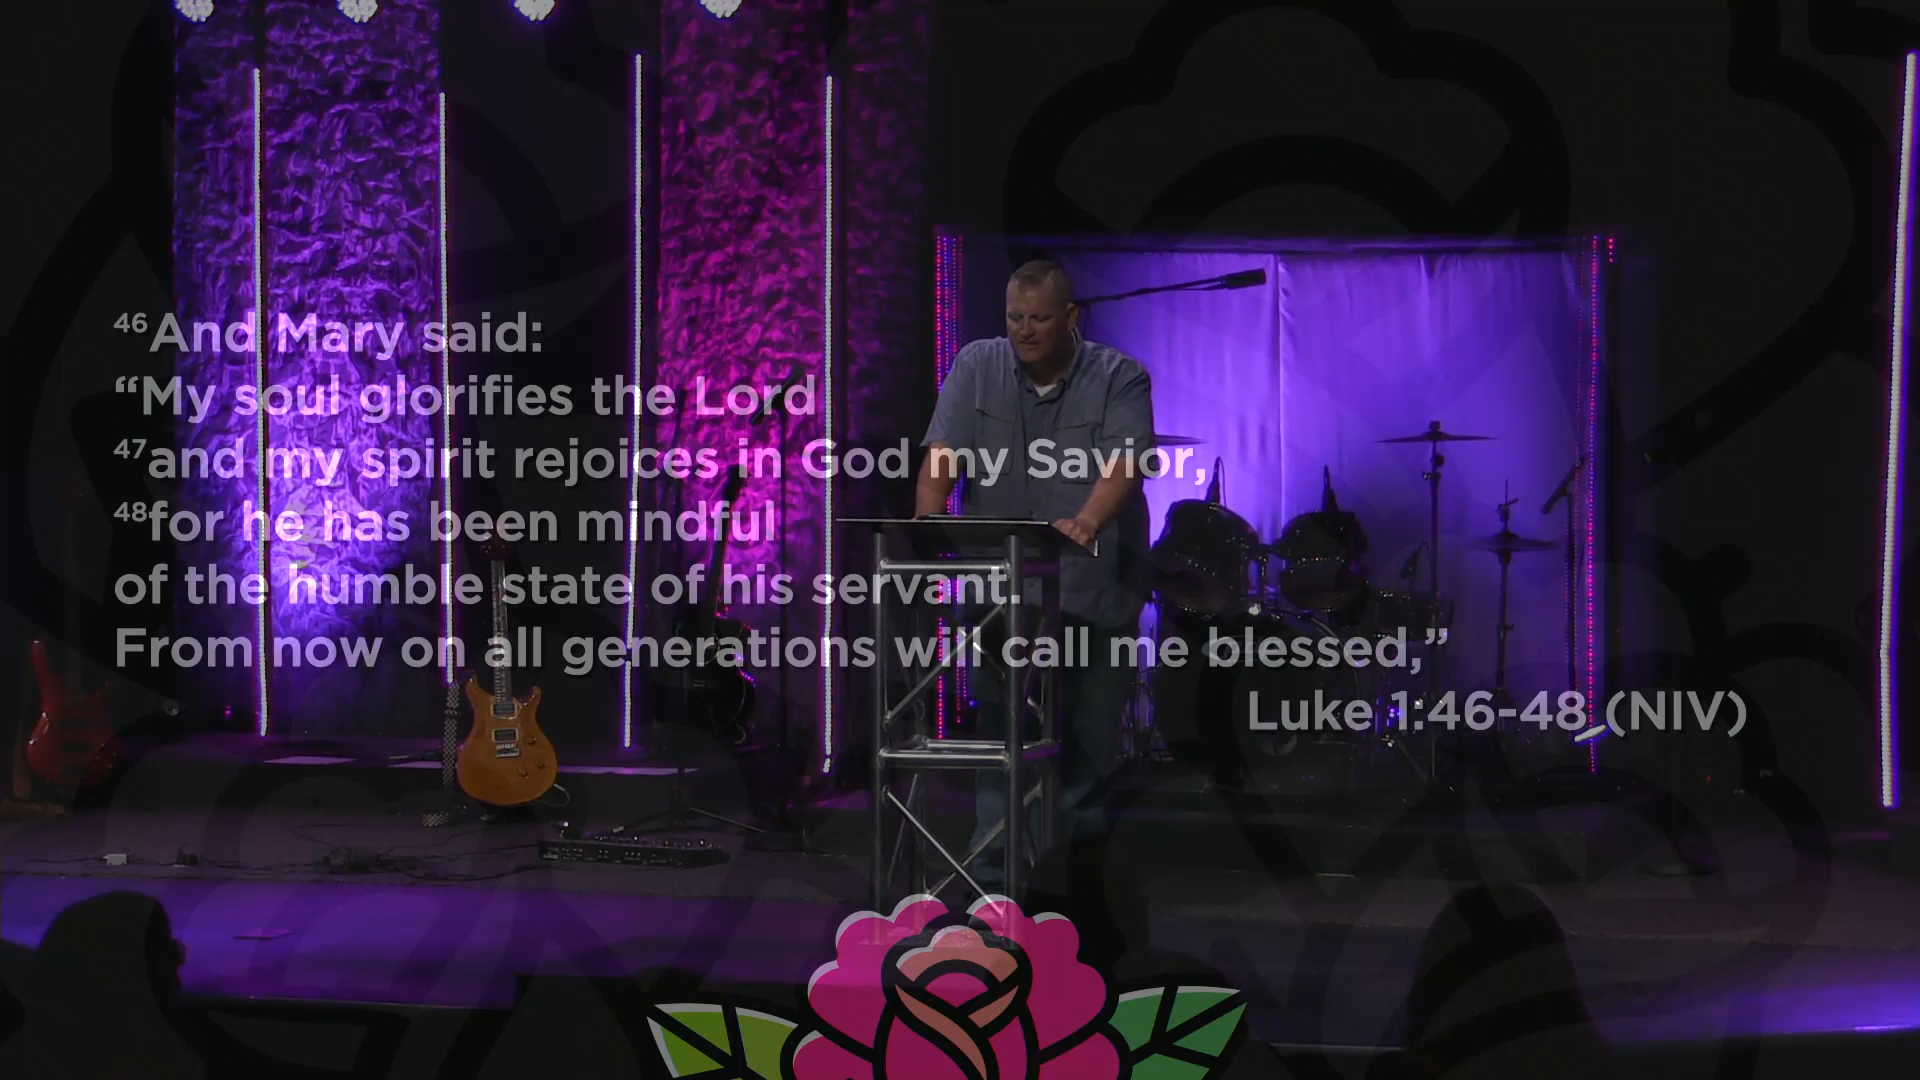 46And Mary said:
“My soul glorifies the Lord
47and my spirit rejoices in God my Savior,
48for he has been mindful
of the humble state of his servant.
From now on all generations will call me blessed,”
Luke 1:46-48 (NIV)